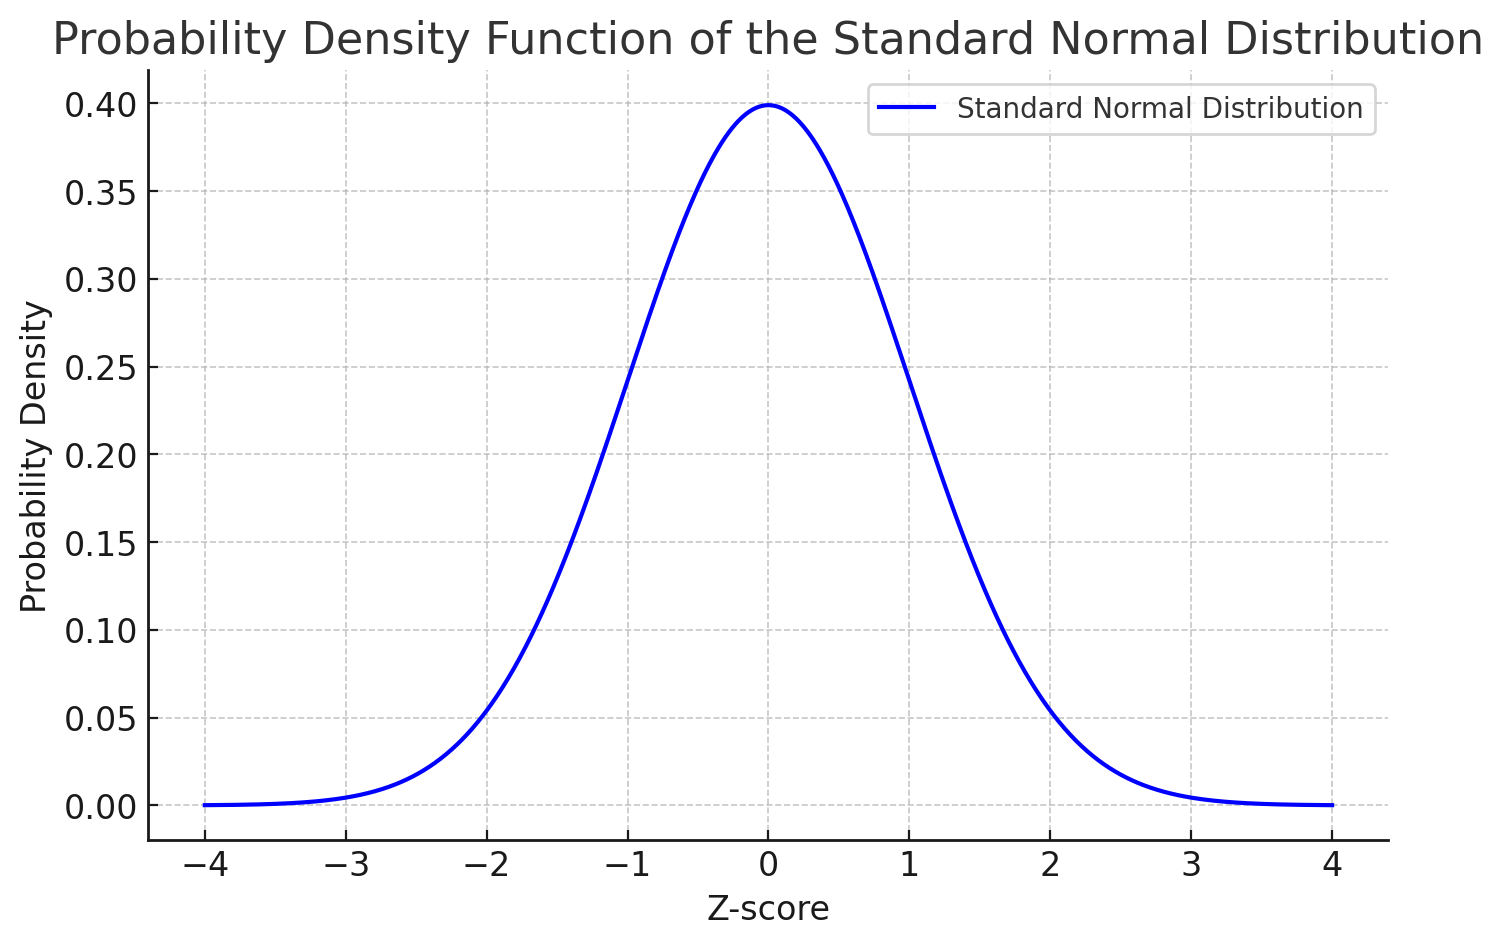 Probability Density Function of the Standard Normal Distribution
Standard Normal Distribution
0.40
0.35
0.30
0.25
0.20
0.15
0.10
0.05
0.00
Probability Density
−4 −3 −2 −1 0 1 2 3 4
Z-score